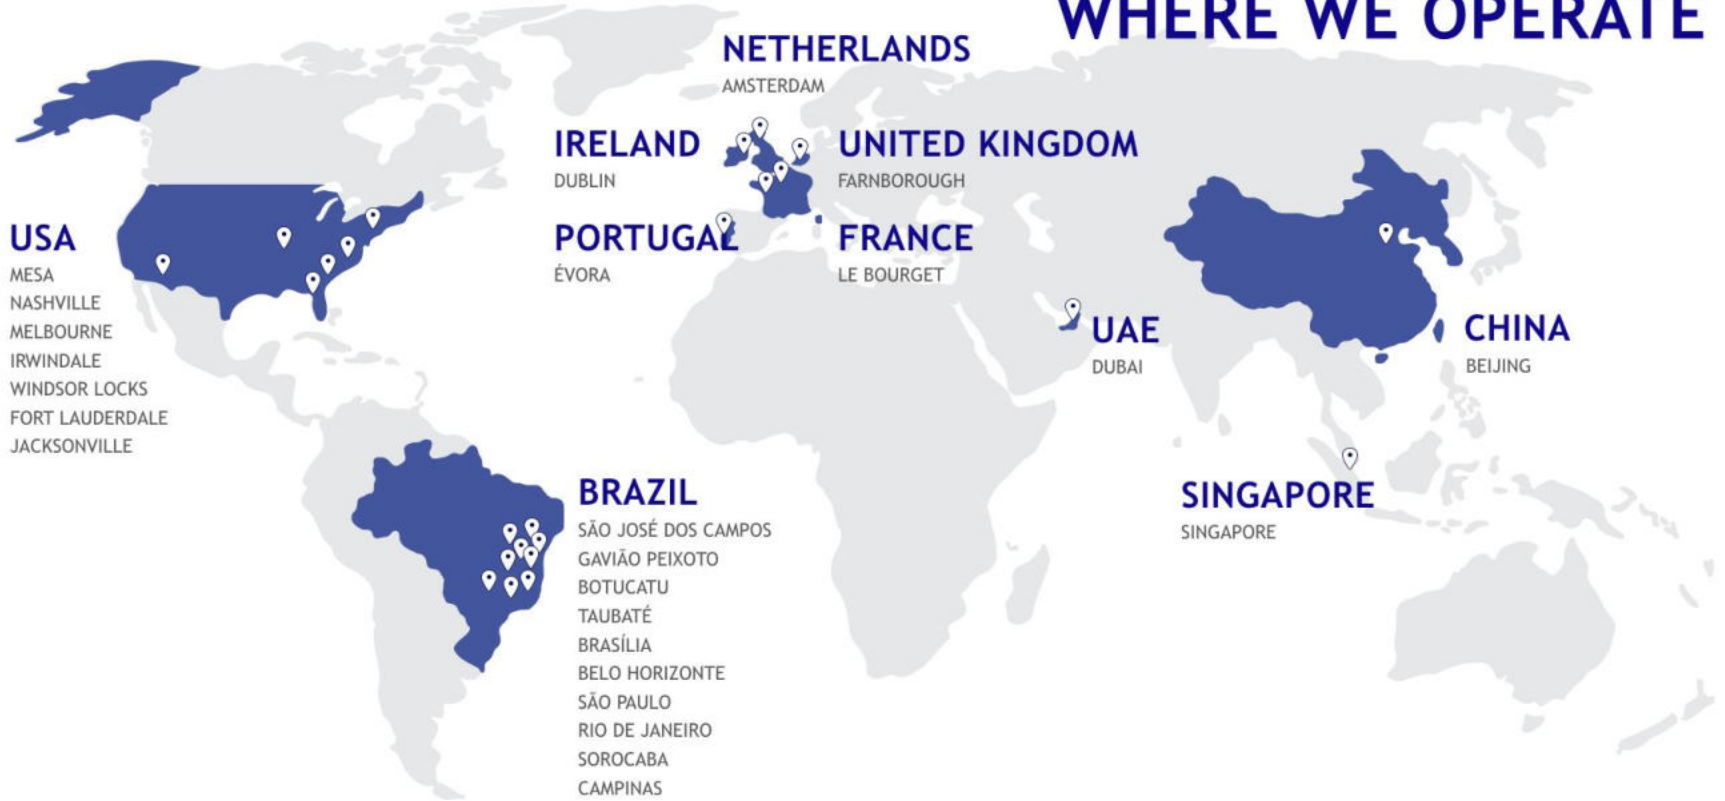 WHERE WE OPERATE
NETHERLANDS
AMSTERDAM
IRELAND
DUBLIN
UNITED KINGDOM
FARNBOROUGH
PORTUGAL
ÉVORA
FRANCE
LE BOURGET
USA
MESA
NASHVILLE
MELBOURNE
IRWINDALE
WINDSOR LOCKS
FORT LAUDERDALE
JACKSONVILLE
UAE
DUBAI
CHINA
BEIJING
BRAZIL
SÃO JOSÉ DOS CAMPOS
GAVIÃO PEIXOTO
BOTUCATU
TAUBATÉ
BRASÍLIA
BELO HORIZONTE
SÃO PAULO
RIO DE JANEIRO
SOROCABA
CAMPINAS
SINGAPORE
SINGAPORE